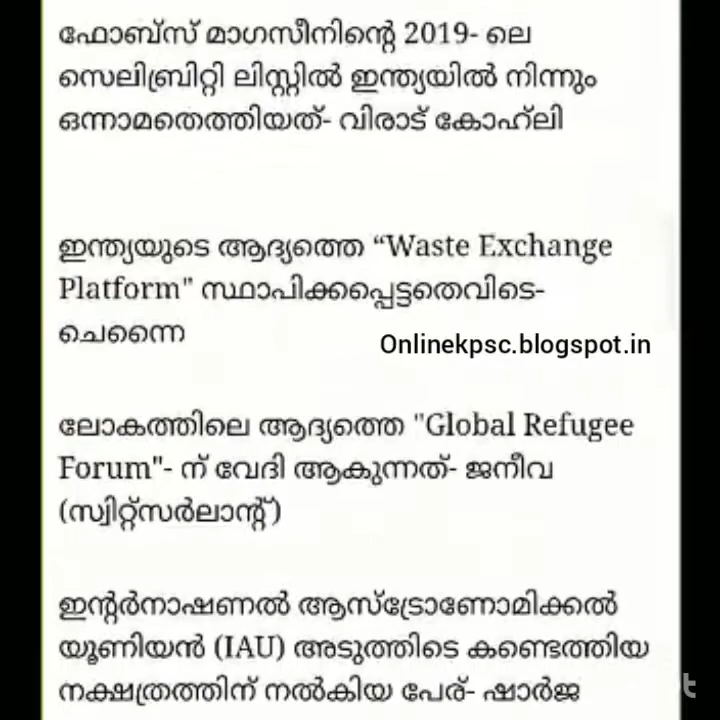 ഫോബ്സ് മാഗസീനിന്റെ 2019- ലെ
സെലിബ്രിറ്റി ലിസ്റ്റിൽ ഇന്ത്യയിൽ നിന്നും
ഒന്നാമതെത്തിയത്- വിരാട് കോഹ്‌ലി
ഇന്ത്യയുടെ ആദ്യത്തെ “Waste Exchange
Platform" സ്ഥാപിക്കപ്പെട്ടതെവിടെ-
ചെന്നൈ
Onlinekpsc.blogspot.in
ലോകത്തിലെ ആദ്യത്തെ "Global Refugee
Forum"- ന് വേദി ആകുന്നത്- ജനീവ
(സ്വിറ്റ്സർലാന്റ്)
ഇന്റർനാഷണൽ ആസ്ട്രോണോമിക്കൽ
യൂണിയൻ (IAU) അടുത്തിടെ കണ്ടെത്തിയ
നക്ഷത്രത്തിന് നൽകിയ പേര്- ഷാർജ